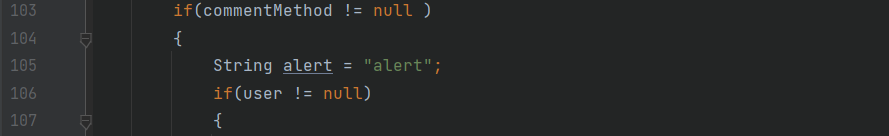 103 if(commentMethod != null )
104 {
105 String alert = "alert";
106 if(user != null)
107 {